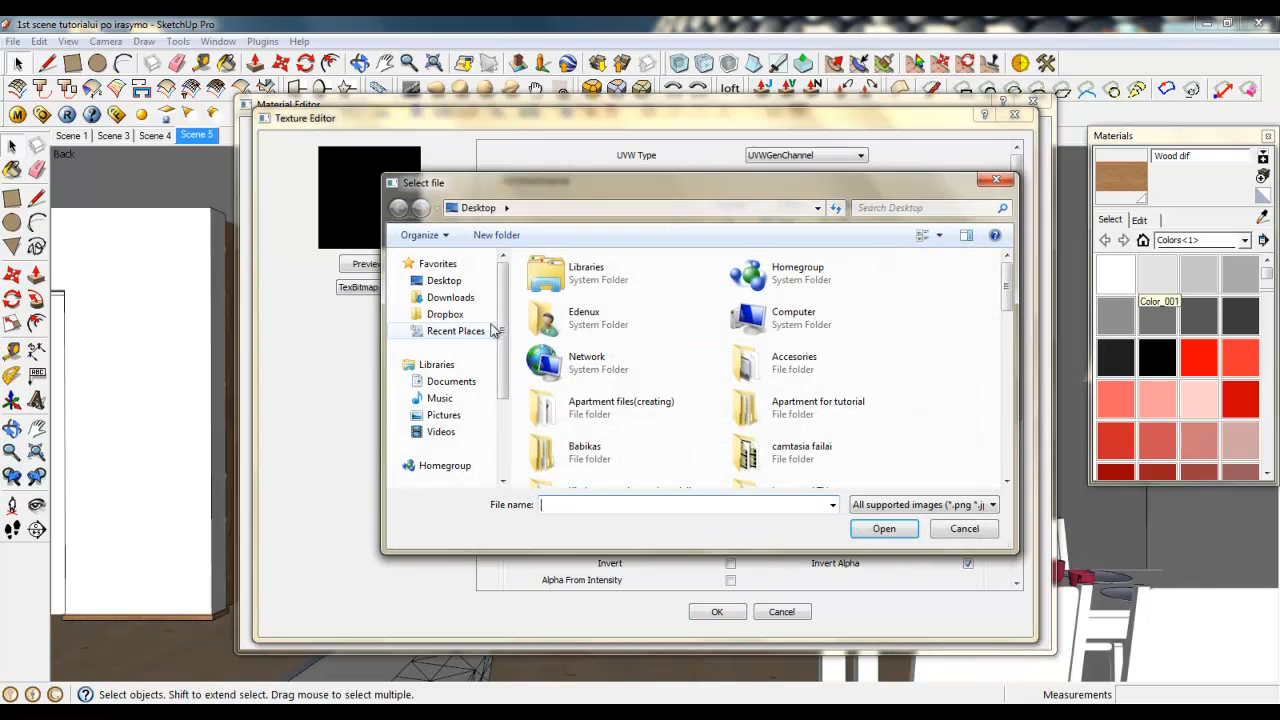 1st scene tutorialui po irasymo - SketchUp Pro
File Edit View Camera Draw Tools Window Plugins Help
loft
Material Editor
Texture Editor
Scene 1 Scene 3 Scene 4 Scene 5
Back
Materials
UVW Type UVWGenChannel
Wood dif
Select file
Desktop
Search Desktop
Select Edit
Organize New folder
Colors<1>
Preview
TexBitmap
Favorites
Desktop
Downloads
Dropbox
Recent Places
Libraries
Documents
Music
Pictures
Videos
Homegroup
Libraries
System Folder
Homegroup
System Folder
Edenux
System Folder
Computer
System Folder
Network
System Folder
Accesories
File folder
Apartment files(creating)
File folder
Apartment for tutorial
File folder
Babikas
File folder
camtasia failai
File folder
Color_001
File name: All supported images (*.png *.j
Open Cancel
Invert Invert Alpha
Alpha From Intensity
OK Cancel
Select objects. Shift to extend select. Drag mouse to select multiple.
Measurements